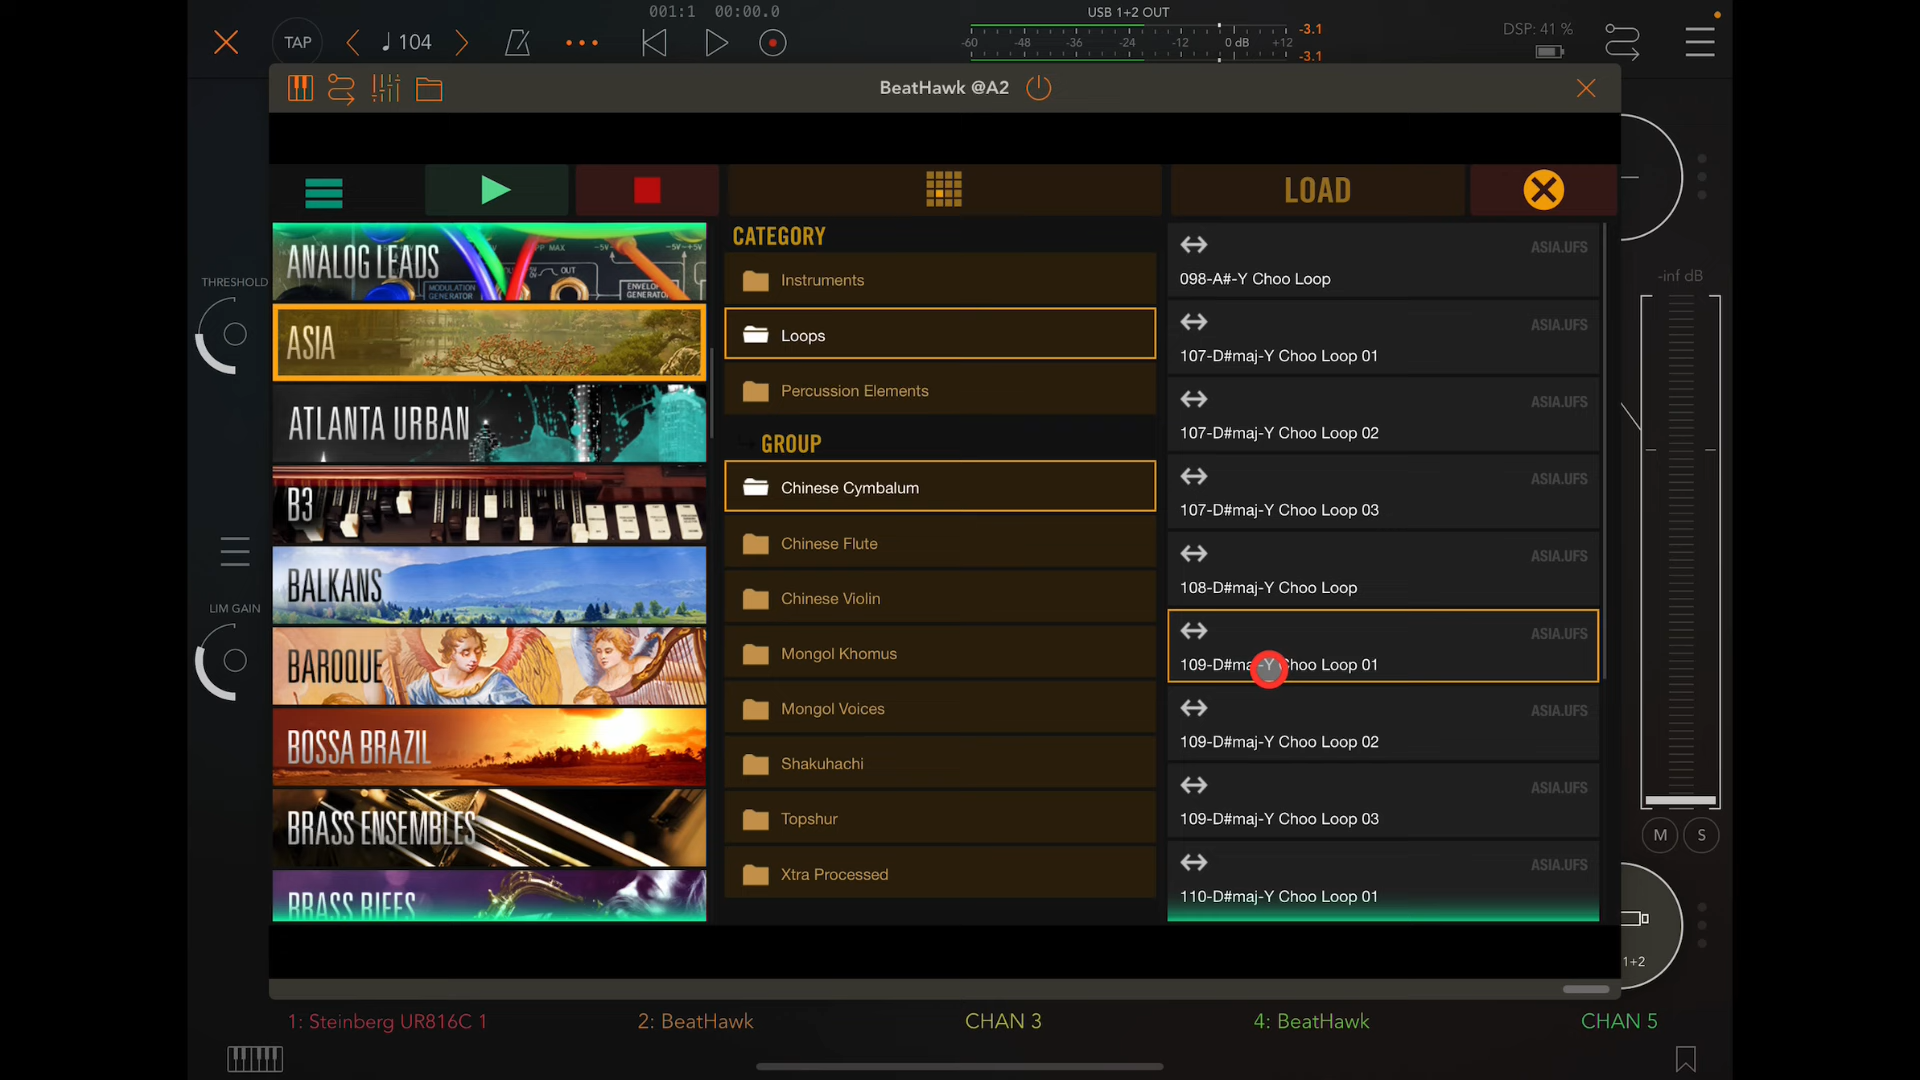 001:1 00:00.0
USB 1+2 OUT
TAP
104
-60 -48 -36 -24 -12 0 dB +12
-3.1
-3.1
DSP: 41 %
BeatHawk @A2
LOAD
ANALOG LEADS
ASIA
ATLANTA URBAN
B3
BALKANS
BAROQUE
BOSSA BRAZIL
BRASS ENSEMBLES
BRASS RIFFS
CATEGORY
Instruments
Loops
Percussion Elements
GROUP
Chinese Cymbalum
Chinese Flute
Chinese Violin
Mongol Khomus
Mongol Voices
Shakuhachi
Topshur
Xtra Processed
ASIA.UFS
098-A#-Y Choo Loop
ASIA.UFS
107-D#maj-Y Choo Loop 01
ASIA.UFS
107-D#maj-Y Choo Loop 02
ASIA.UFS
107-D#maj-Y Choo Loop 03
ASIA.UFS
108-D#maj-Y Choo Loop
ASIA.UFS
109-D#maj-Y Choo Loop 01
ASIA.UFS
109-D#maj-Y Choo Loop 02
ASIA.UFS
109-D#maj-Y Choo Loop 03
ASIA.UFS
110-D#maj-Y Choo Loop 01
THRESHOLD
LIM GAIN
-inf dB
M S
1+2
1: Steinberg UR816C 1
2: BeatHawk
CHAN 3
4: BeatHawk
CHAN 5